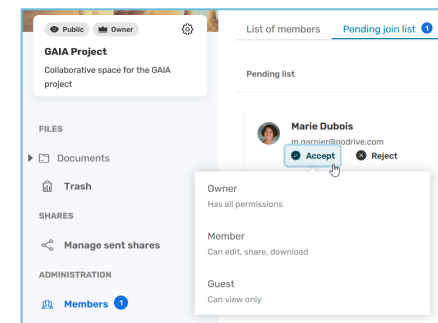 Public
Owner
GAIA Project
Collaborative space for the GAIA
project
FILES
Documents
Trash
SHARES
Manage sent shares
ADMINISTRATION
Members 1
List of members
Pending join list 1
Pending list
Marie Dubois
m.garnier@godrive.com
Accept
Reject
Owner
Has all permissions
Member
Can edit, share, download
Guest
Can view only